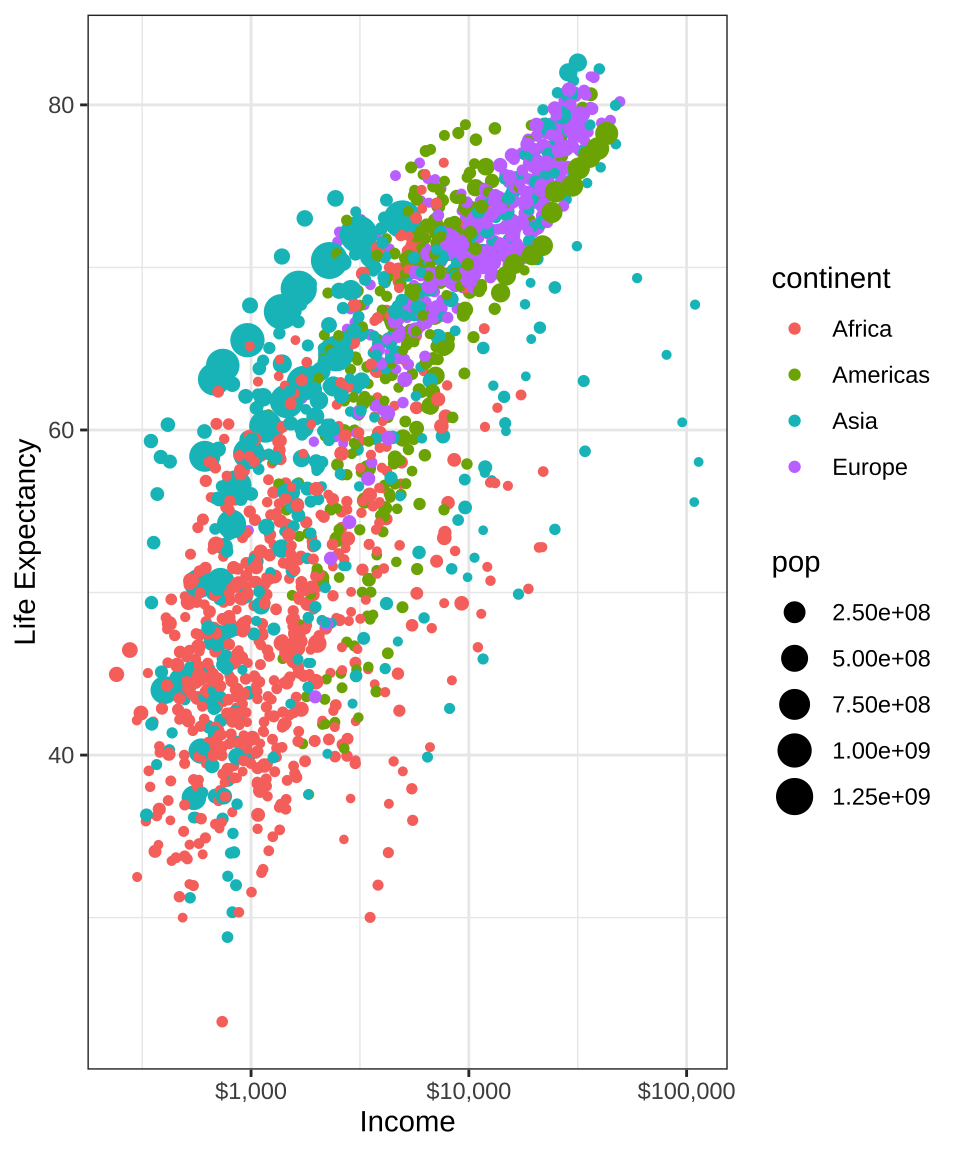 80
60
40
Life Expectancy
$1,000
$10,000
$100,000
Income
continent
Africa
Americas
Asia
Europe
pop
2.50e+08
5.00e+08
7.50e+08
1.00e+09
1.25e+09